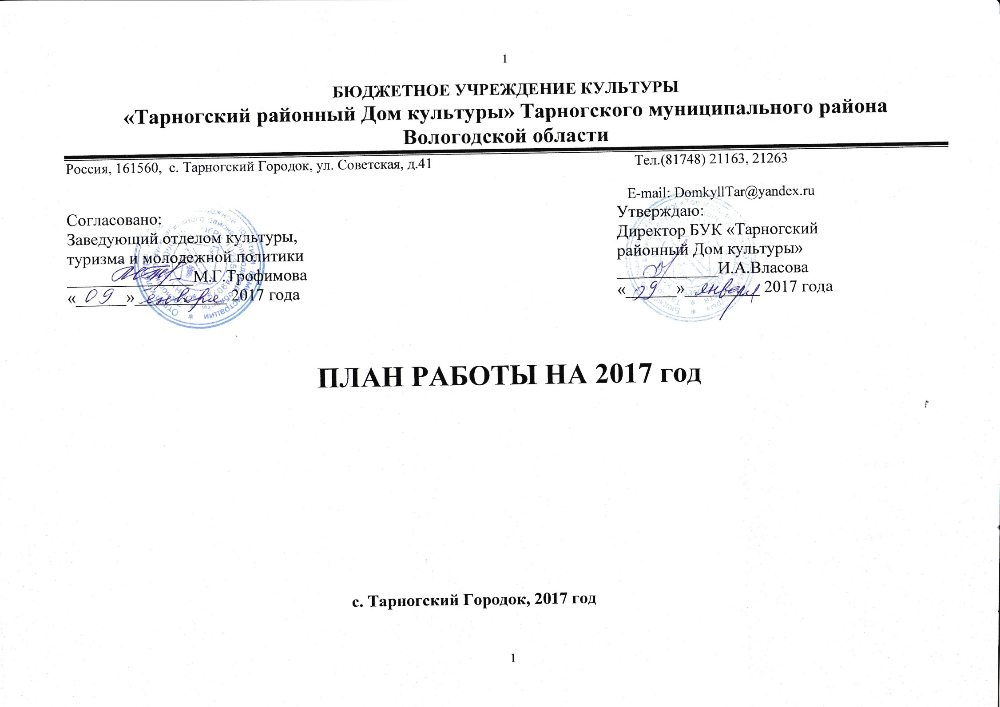 1
БЮДЖЕТНОЕ УЧРЕЖДЕНИЕ КУЛЬТУРЫ
«Тарногский районный Дом культуры» Тарногского муниципального района
Вологодской области
Россия, 161560, с. Тарногский Городок, ул. Советская, д.41
Тел.(81748) 21163, 21263
E-mail: DomkyllTar@yandex.ru
Согласовано:
Заведующий отделом культуры,
туризма и молодежной политики
М.Г.Трофимова
«09» января 2017 года
Утверждаю:
Директор БУК «Тарногский
районный Дом культуры»
И.А.Власова
«09» января 2017 года
ПЛАН РАБОТЫ НА 2017 год
с. Тарногский Городок, 2017 год
1